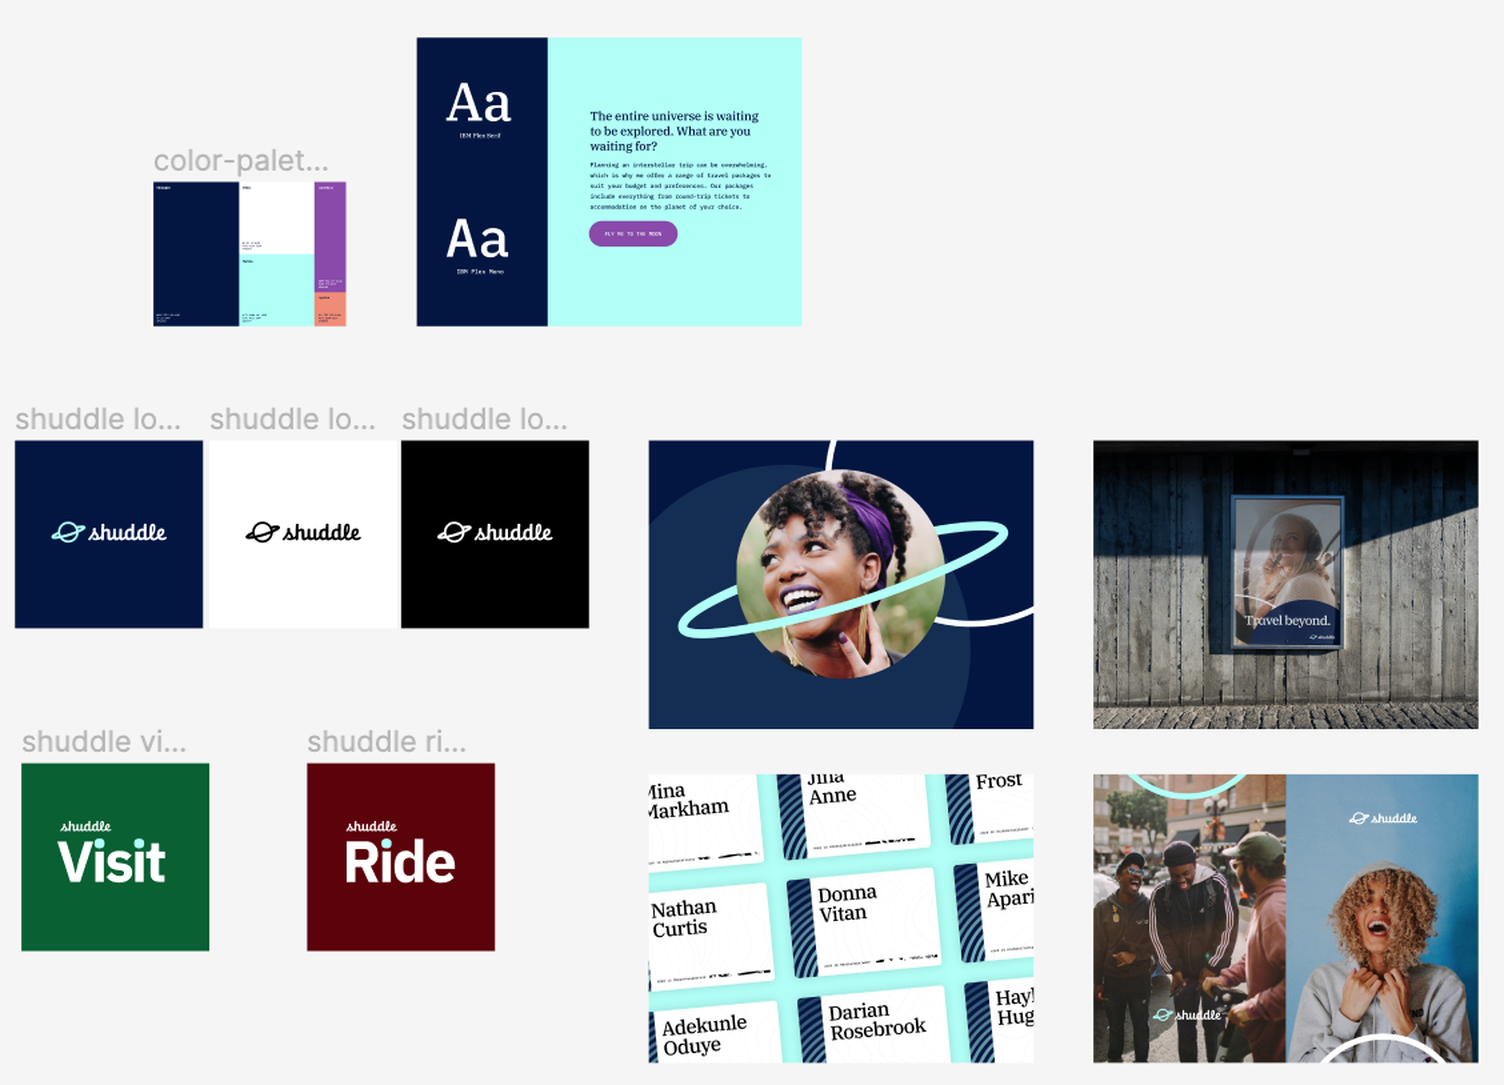 color-palet...
Aa
IBM Plex Serif
Aa
IBM Plex Mono
The entire universe is waiting
to be explored. What are you
waiting for?
Planning an interstellar trip can be overwhelming,
which is why we offer a range of travel packages to
suit your budget and preferences. Our packages
include everything from round-trip tickets to
accommodation on the planet of your choice.
FLY ME TO THE MOON
shuddle lo...
shuddle lo...
shuddle lo...
shuddle
shuddle
shuddle
Travel beyond.
shuddle
shuddle vi...
shuddle ri...
shuddle
Visit
shuddle
Ride
Mina
Markham
Jina
Anne
Frost
Nathan
Curtis
Donna
Vitan
Mike
Apari
Adekunle
Oduye
Darian
Rosebrook
Hayl
Hug
shuddle
shuddle